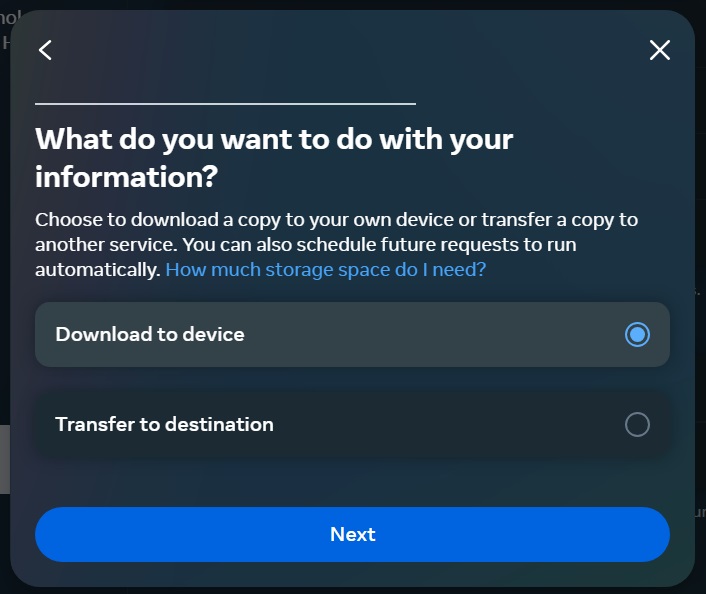 What do you want to do with your
information?
Choose to download a copy to your own device or transfer a copy to
another service. You can also schedule future requests to run
automatically. How much storage space do I need?
Download to device
Transfer to destination
Next